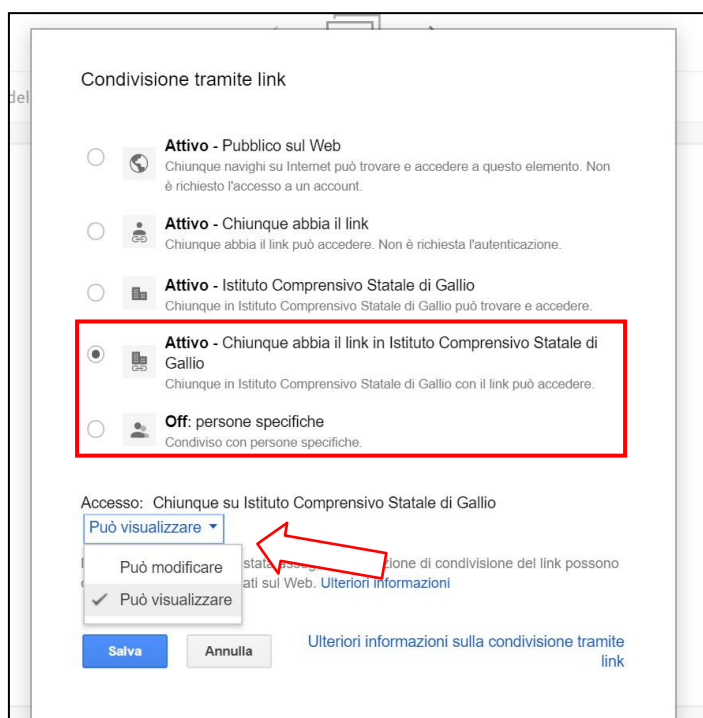 del
Condivisione tramite link
Attivo - Pubblico sul Web
Chiunque navighi su Internet può trovare e accedere a questo elemento. Non
è richiesto l'accesso a un account.
Attivo - Chiunque abbia il link
Chiunque abbia il link può accedere. Non è richiesta l'autenticazione.
Attivo - Istituto Comprensivo Statale di Gallio
Chiunque in Istituto Comprensivo Statale di Gallio può trovare e accedere.
Attivo - Chiunque abbia il link in Istituto Comprensivo Statale di
Gallio
Chiunque in Istituto Comprensivo Statale di Gallio con il link può accedere.
Off: persone specifiche
Condiviso con persone specifiche.
Accesso: Chiunque su Istituto Comprensivo Statale di Gallio
Può visualizzare
Può modificare
stata zione di condivisione del link possono
Può visualizzare
ati sul Web. Ulteriori informazioni
Salva
Annulla
Ulteriori informazioni sulla condivisione tramite
link